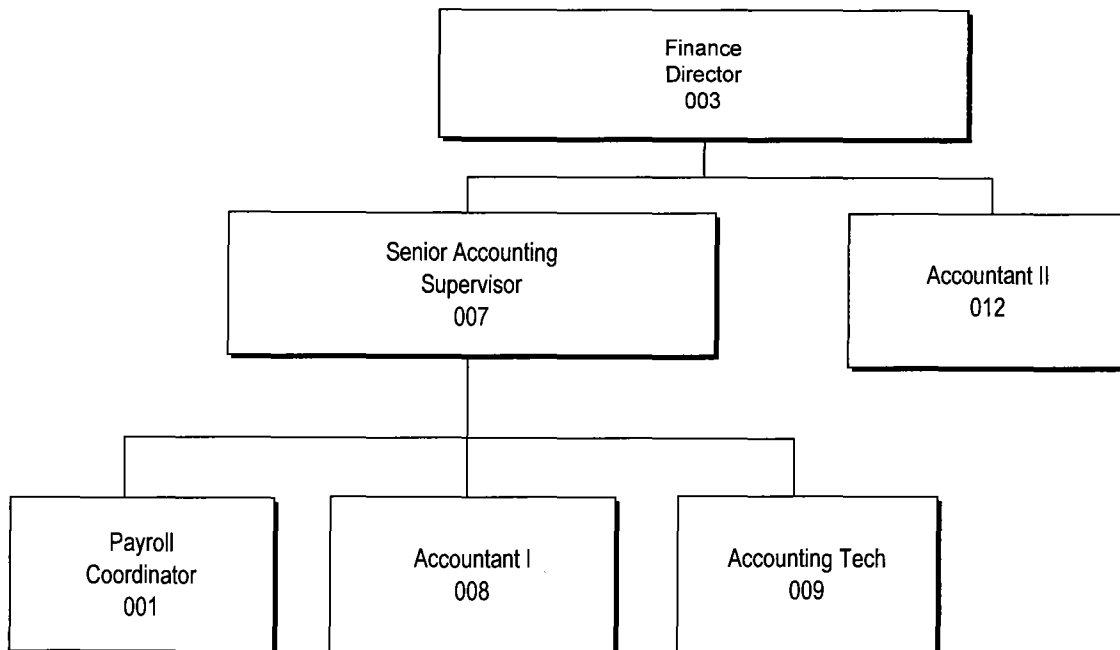 Finance
Director
003
Senior Accounting
Supervisor
007
Accountant II
012
Payroll
Coordinator
001
Accountant I
008
Accounting Tech
009